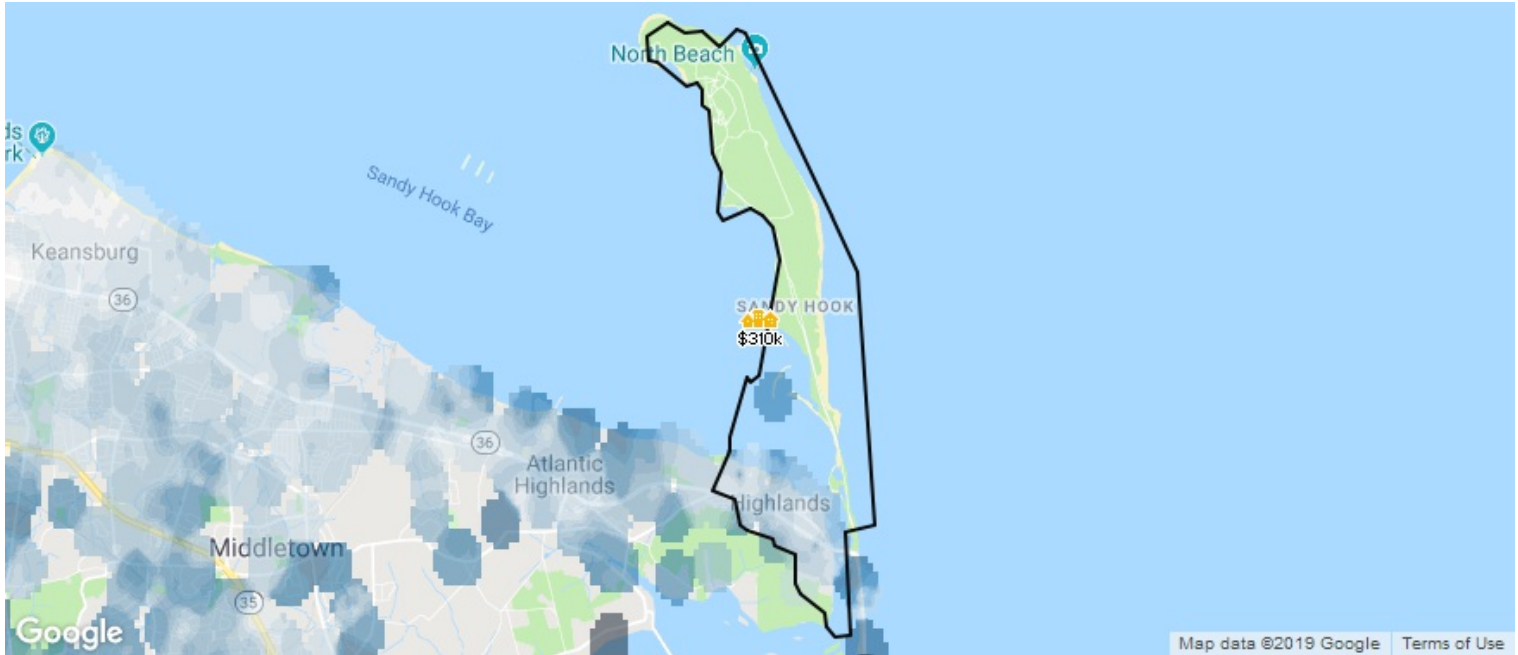 North Beach
ds
rk
Sandy Hook Bay
Keansburg
36
SANDY HOOK
$310k
36
Atlantic
Highlands
Highlands
Middletown
35
Google
Map data ©2019 Google
Terms of Use